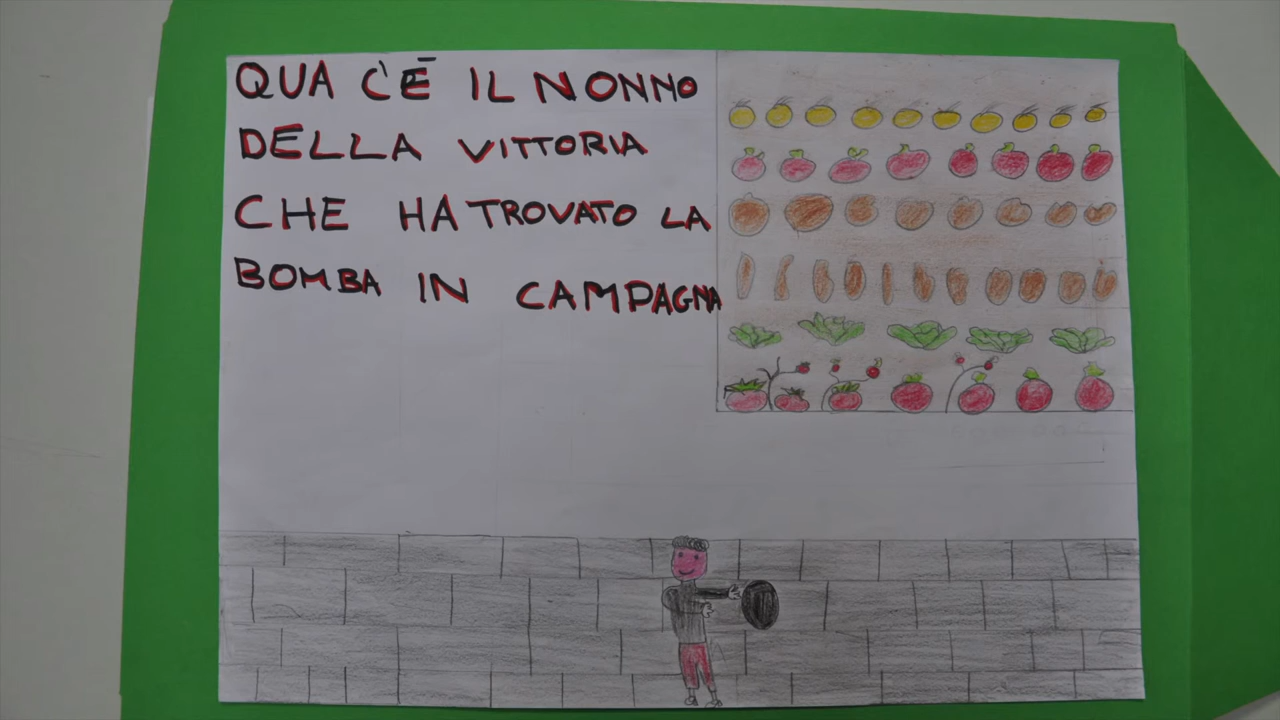 QUA C'È IL NONNO
DELLA VITTORIA
CHE HA TROVATO LA
BOMBA IN CAMPAGNA